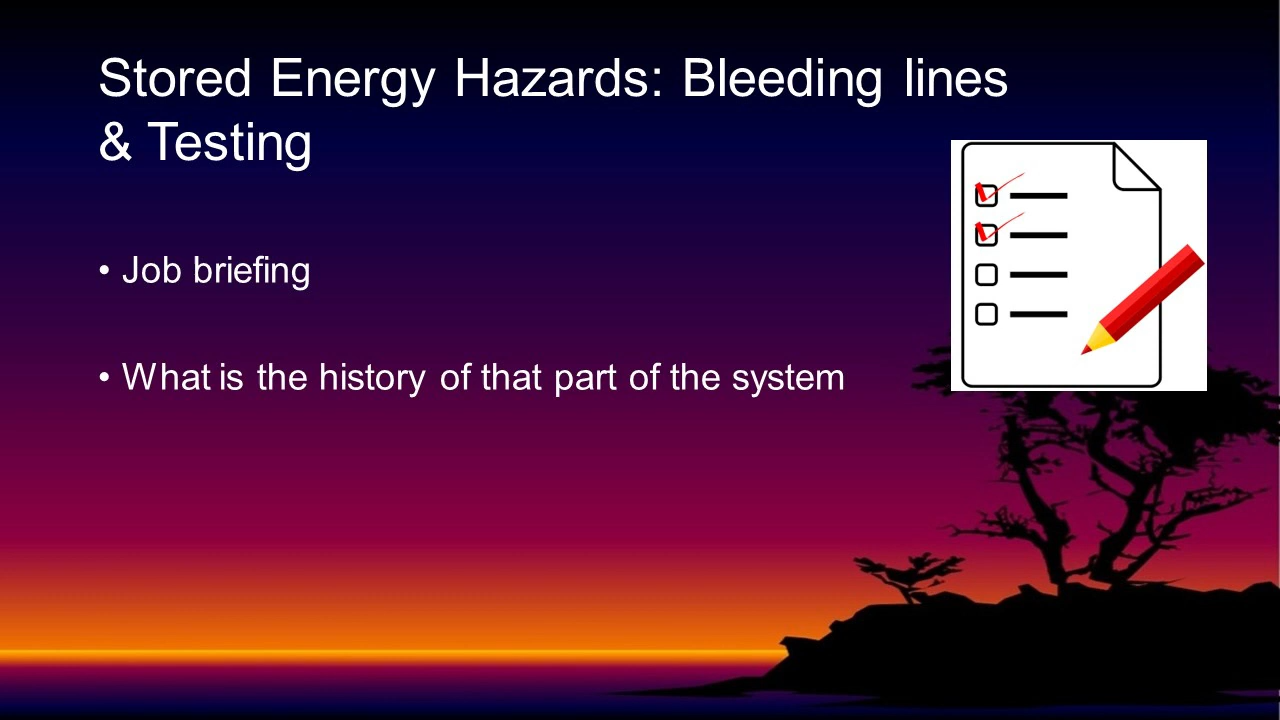 Stored Energy Hazards: Bleeding lines
& Testing
• Job briefing
• What is the history of that part of the system